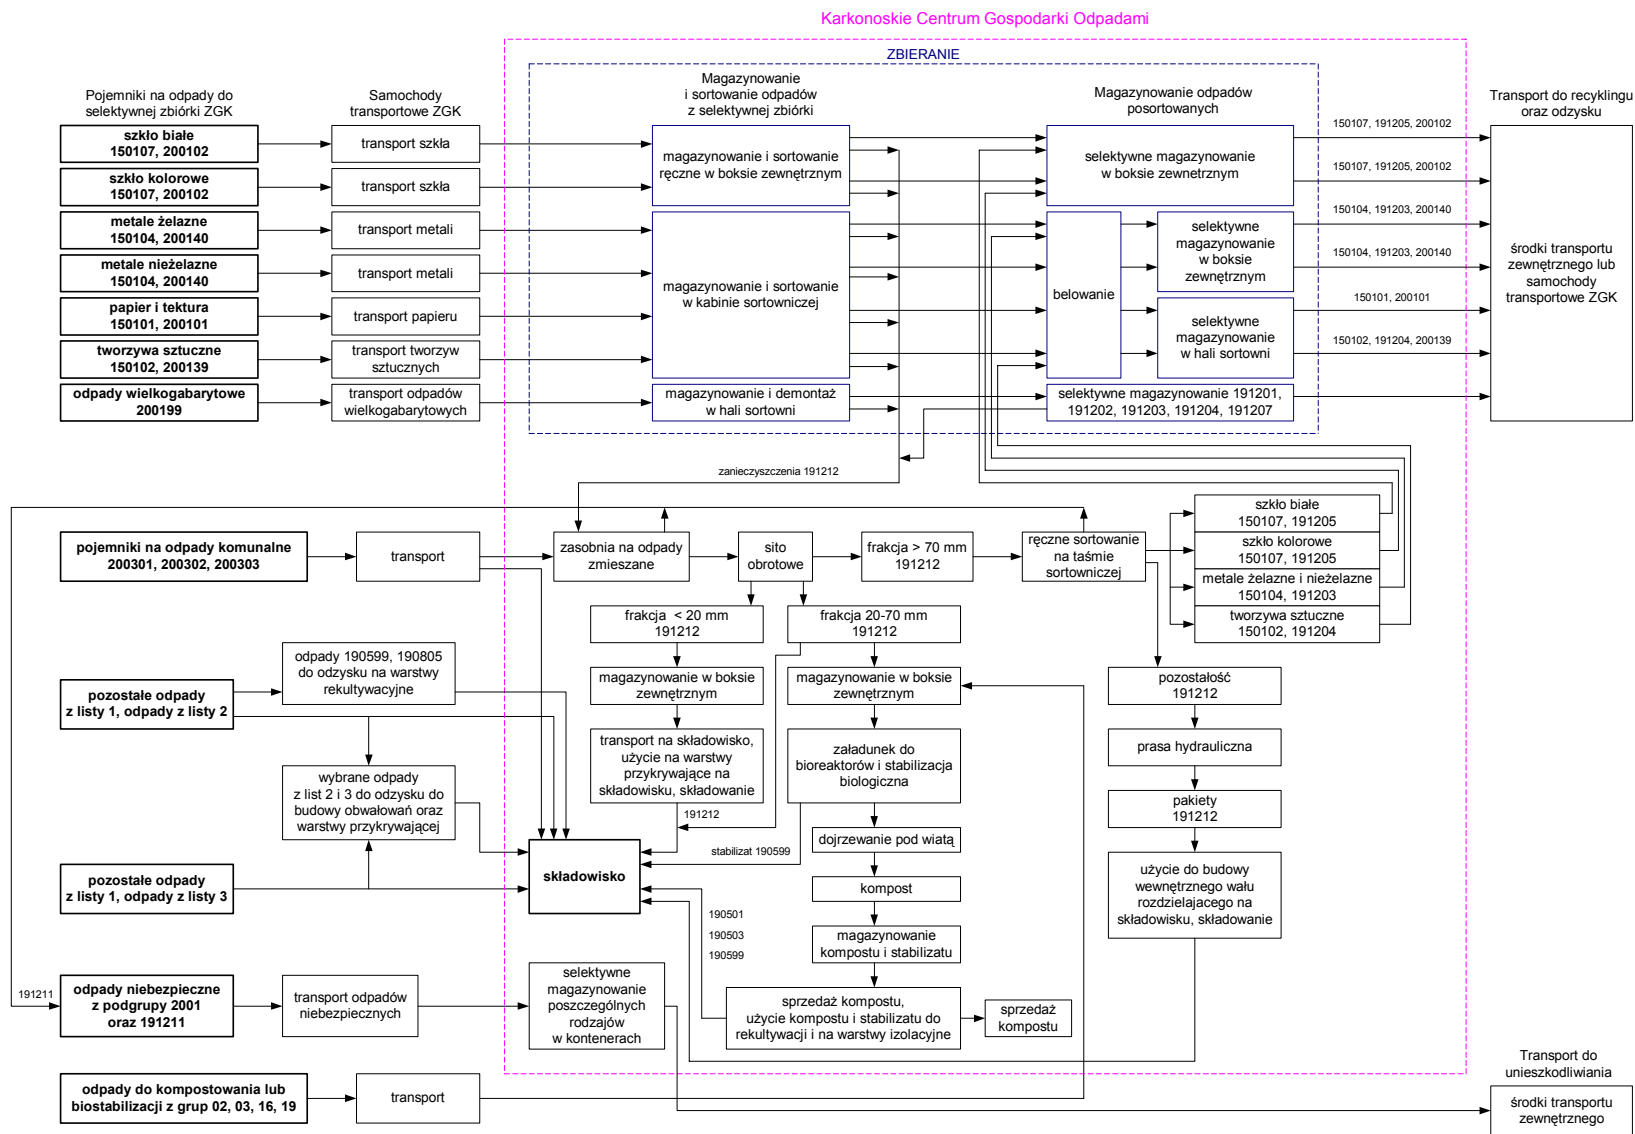 Karkonoskie Centrum Gospodarki Odpadami
ZBIERANIE
Pojemniki na odpady do
selektywnej zbiórki ZGK
Samochody
transportowe ZGK
Magazynowanie
i sortowanie odpadów
z selektywnej zbiórki
Magazynowanie odpadów
posortowanych
Transport do recyklingu
oraz odzysku
szkło białe
150107, 200102
transport szkła
szkło kolorowe
150107, 200102
transport szkła
metale żelazne
150104, 200140
transport metali
metale nieżelazne
150104, 200140
transport metali
papier i tektura
150101, 200101
transport papieru
tworzywa sztuczne
150102, 200139
transport tworzyw
sztucznych
odpady wielkogabarytowe
200199
transport odpadów
wielkogabarytowych
magazynowanie i sortowanie
ręczne w boksie zewnętrznym
magazynowanie i sortowanie
w kabinie sortowniczej
magazynowanie i demontaż
w hali sortowni
selektywne magazynowanie
w boksie zewnetrznym
belowanie
selektywne
magazynowanie
w boksie
zewnętrznym
selektywne
magazynowanie
w hali sortowni
selektywne magazynowanie 191201,
191202, 191203, 191204, 191207
150107, 191205, 200102
150107, 191205, 200102
150104, 191203, 200140
150104, 191203, 200140
150101, 200101
150102, 191204, 200139
środki transportu
zewnętrznego lub
samochody
transportowe ZGK
zanieczyszczenia 191212
pojemniki na odpady komunalne
200301, 200302, 200303
transport
zasobnia na odpady
zmieszane
sito
obrotowe
frakcja > 70 mm
191212
ręczne sortowanie
na taśmie
sortowniczej
szkło białe
150107, 191205
szkło kolorowe
150107, 191205
metale żelazne i nieżelazne
150104, 191203
tworzywa sztuczne
150102, 191204
frakcja < 20 mm
191212
frakcja 20-70 mm
191212
odpady 190599, 190805
do odzysku na warstwy
rekultywacyjne
pozostałe odpady
z listy 1, odpady z listy 2
magazynowanie w boksie
zewnętrznym
magazynowanie w boksie
zewnętrznym
pozostałość
191212
transport na składowisko,
użycie na warstwy
przykrywające na
składowisku, składowanie
załadunek do
bioreaktorów i stabilizacja
biologiczna
prasa hydrauliczna
wybrane odpady
z list 2 i 3 do odzysku do
budowy obwałowań oraz
warstwy przykrywającej
191212
pakiety
191212
dojrzewanie pod wiatą
stabilizat 190599
składowisko
pozostałe odpady
z listy 1, odpady z listy 3
kompost
użycie do budowy
wewnętrznego wału
rozdzielajacego na
składowisku, składowanie
190501
190503
190599
magazynowanie
kompostu i stabilizatu
191211
odpady niebezpieczne
z podgrupy 2001
oraz 191211
transport odpadów
niebezpiecznych
selektywne
magazynowanie
poszczególnych
rodzajów
w kontenerach
sprzedaż kompostu,
użycie kompostu i stabilizatu do
rekultywacji i na warstwy izolacyjne
sprzedaż
kompostu
Transport do
unieszkodliwiania
odpady do kompostowania lub
biostabilizacji z grup 02, 03, 16, 19
transport
środki transportu
zewnętrznego